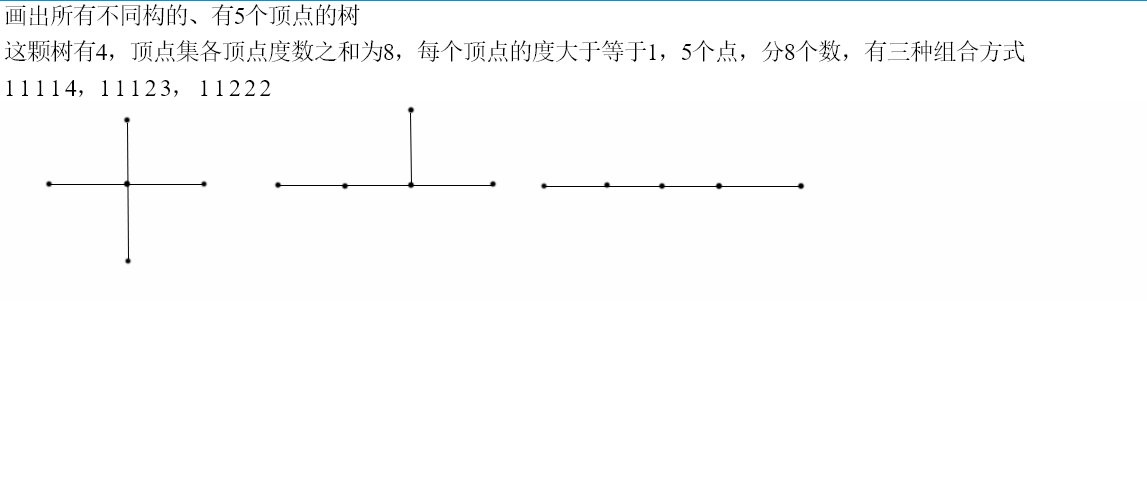 画出所有不同构的、有5个顶点的树
这颗树有4，顶点集各顶点度数之和为8，每个顶点的度大于等于1，5个点，分8个数，有三种组合方式
1 1 1 1 4，1 1 1 2 3， 1 1 2 2 2